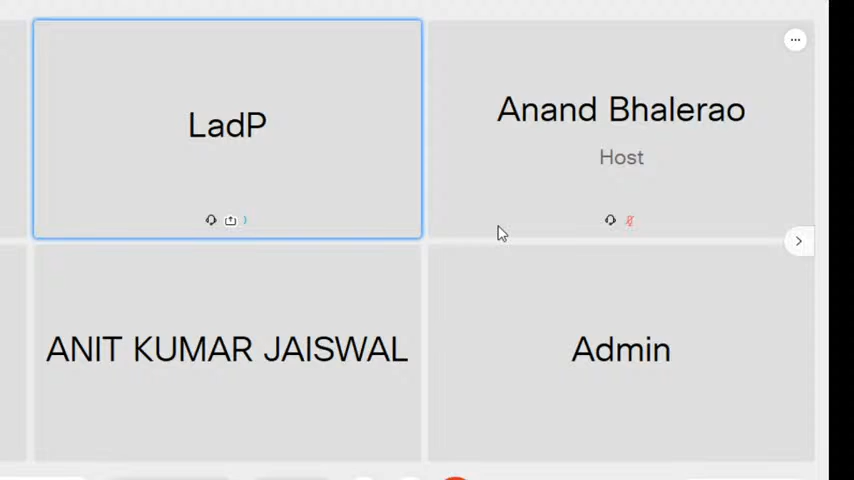 LadP
Anand Bhalerao
Host
ANIT KUMAR JAISWAL
Admin